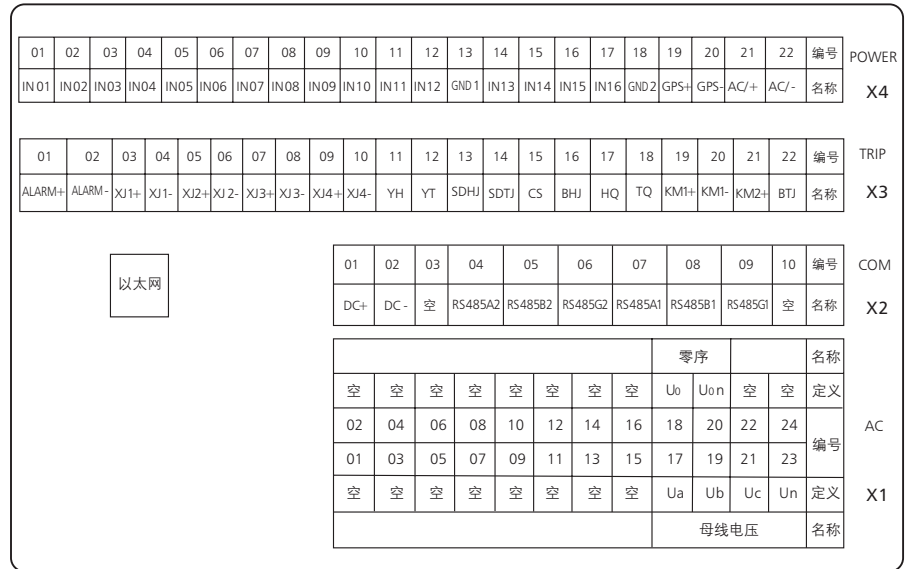 01 02 03 04 05 06 07 08 09 10 11 12 13 14 15 16 17 18 19 20 21 22 编号 POWER
IN01 IN02 IN03 IN04 IN05 IN06 IN07 IN08 IN09 IN10 IN11 IN12 GND1 IN13 IN14 IN15 IN16 GND2 GPS+ GPS- AC/+ AC/- 名称 X4
01 02 03 04 05 06 07 08 09 10 11 12 13 14 15 16 17 18 19 20 21 22 编号 TRIP
ALARM+ ALARM- XJ1+ XJ1- XJ2+ XJ2- XJ3+ XJ3- XJ4+ XJ4- YH YT SDHJ SDTJ CS BHJ HQ TQ KM1+ KM1- KM2+ BTJ 名称 X3
以太网
01 02 03 04 05 06 07 08 09 10 编号 COM
DC+ DC- 空 RS485A2 RS485B2 RS485G2 RS485A1 RS485B1 RS485G1 空 名称 X2
零序 名称
空 空 空 空 空 空 空 空 U0 U0n 空 空 定义
02 04 06 08 10 12 14 16 18 20 22 24
编号 AC
01 03 05 07 09 11 13 15 17 19 21 23
空 空 空 空 空 空 空 空 Ua Ub Uc Un 定义 X1
母线电压 名称